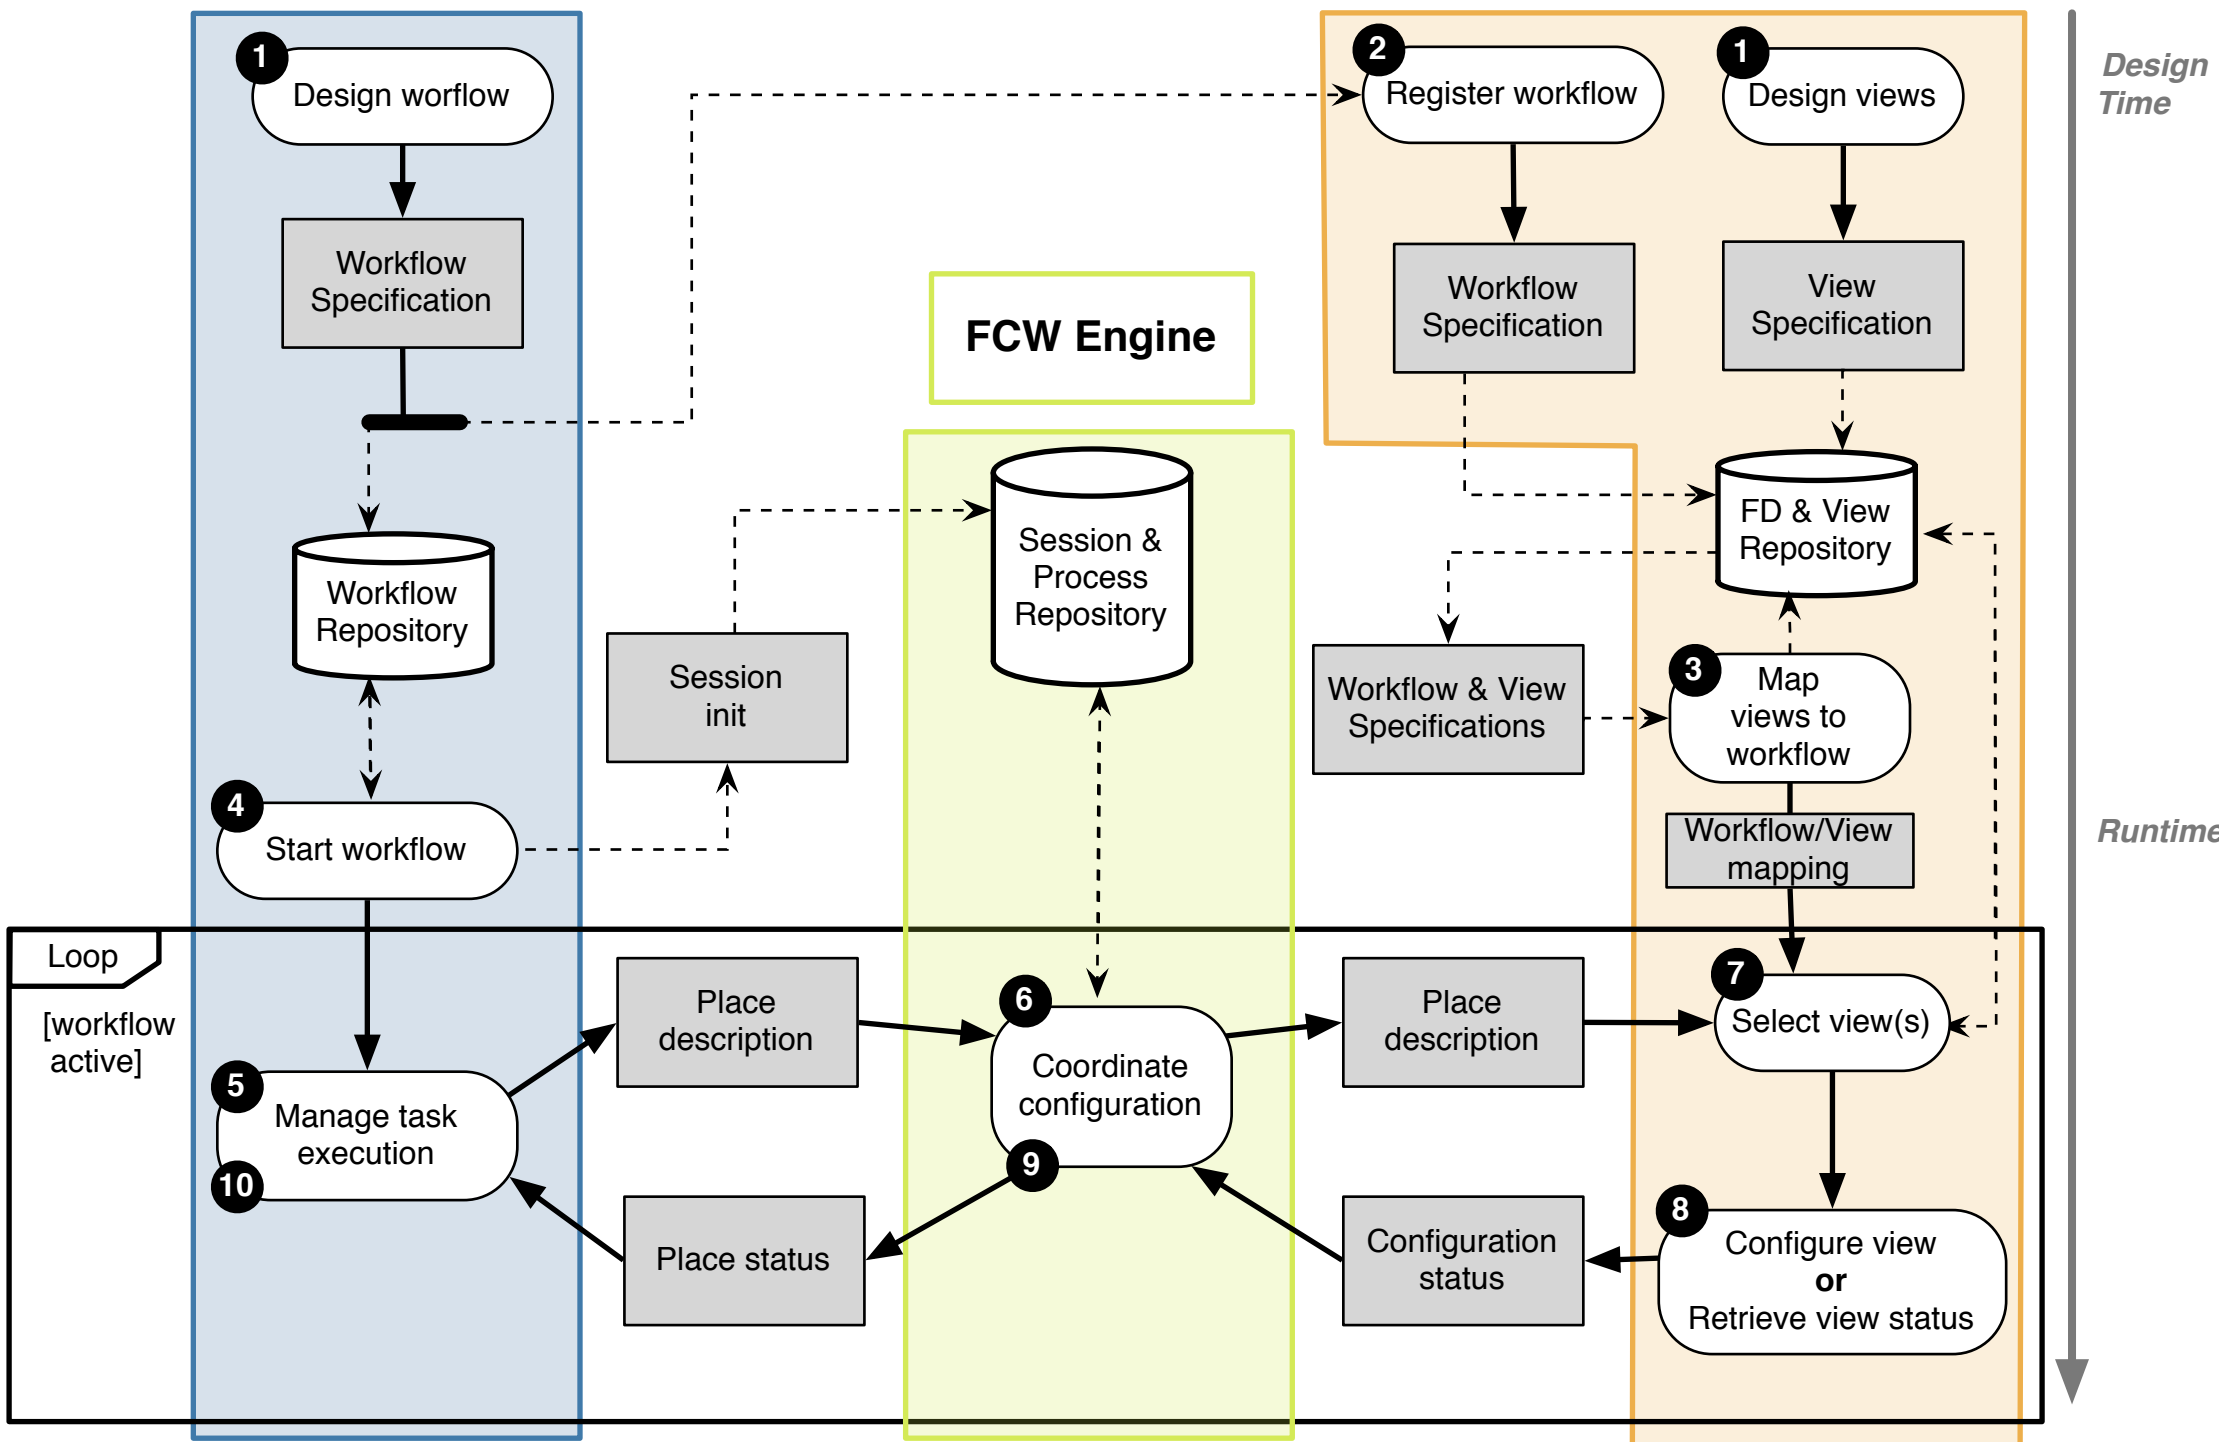 1
Design worflow
2
Register workflow
1
Design views
Design
Time
Workflow
Specification
FCW Engine
Workflow
Specification
View
Specification
Workflow
Repository
Session &
Process
Repository
FD & View
Repository
Session
init
Workflow & View
Specifications
3
Map
views to
workflow
4
Start workflow
Workflow/View
mapping
Runtime
Loop
[workflow
active]
Place
description
6
Coordinate
configuration
9
Place
description
7
Select view(s)
5
Manage task
execution
10
Place status
Configuration
status
8
Configure view
or
Retrieve view status